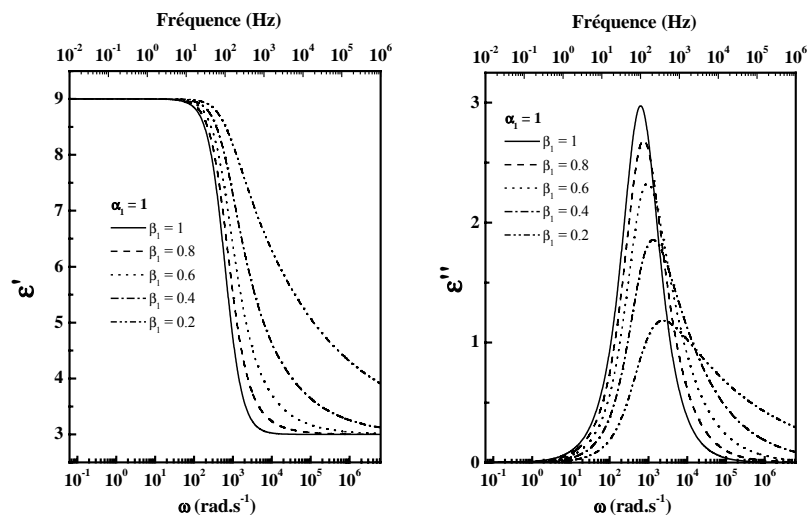 Fréquence (Hz)
10⁻² 10⁻¹ 10⁰ 10¹ 10² 10³ 10⁴ 10⁵ 10⁶
9
8
7
6
5
4
3
ε'
α₁ = 1
β₁ = 1
β₁ = 0.8
β₁ = 0.6
β₁ = 0.4
β₁ = 0.2
10⁻¹ 10⁰ 10¹ 10² 10³ 10⁴ 10⁵ 10⁶
ω (rad.s⁻¹)
Fréquence (Hz)
10⁻² 10⁻¹ 10⁰ 10¹ 10² 10³ 10⁴ 10⁵ 10⁶
3
2
1
0
ε''
α₁ = 1
β₁ = 1
β₁ = 0.8
β₁ = 0.6
β₁ = 0.4
β₁ = 0.2
10⁻¹ 10⁰ 10¹ 10² 10³ 10⁴ 10⁵ 10⁶
ω (rad.s⁻¹)